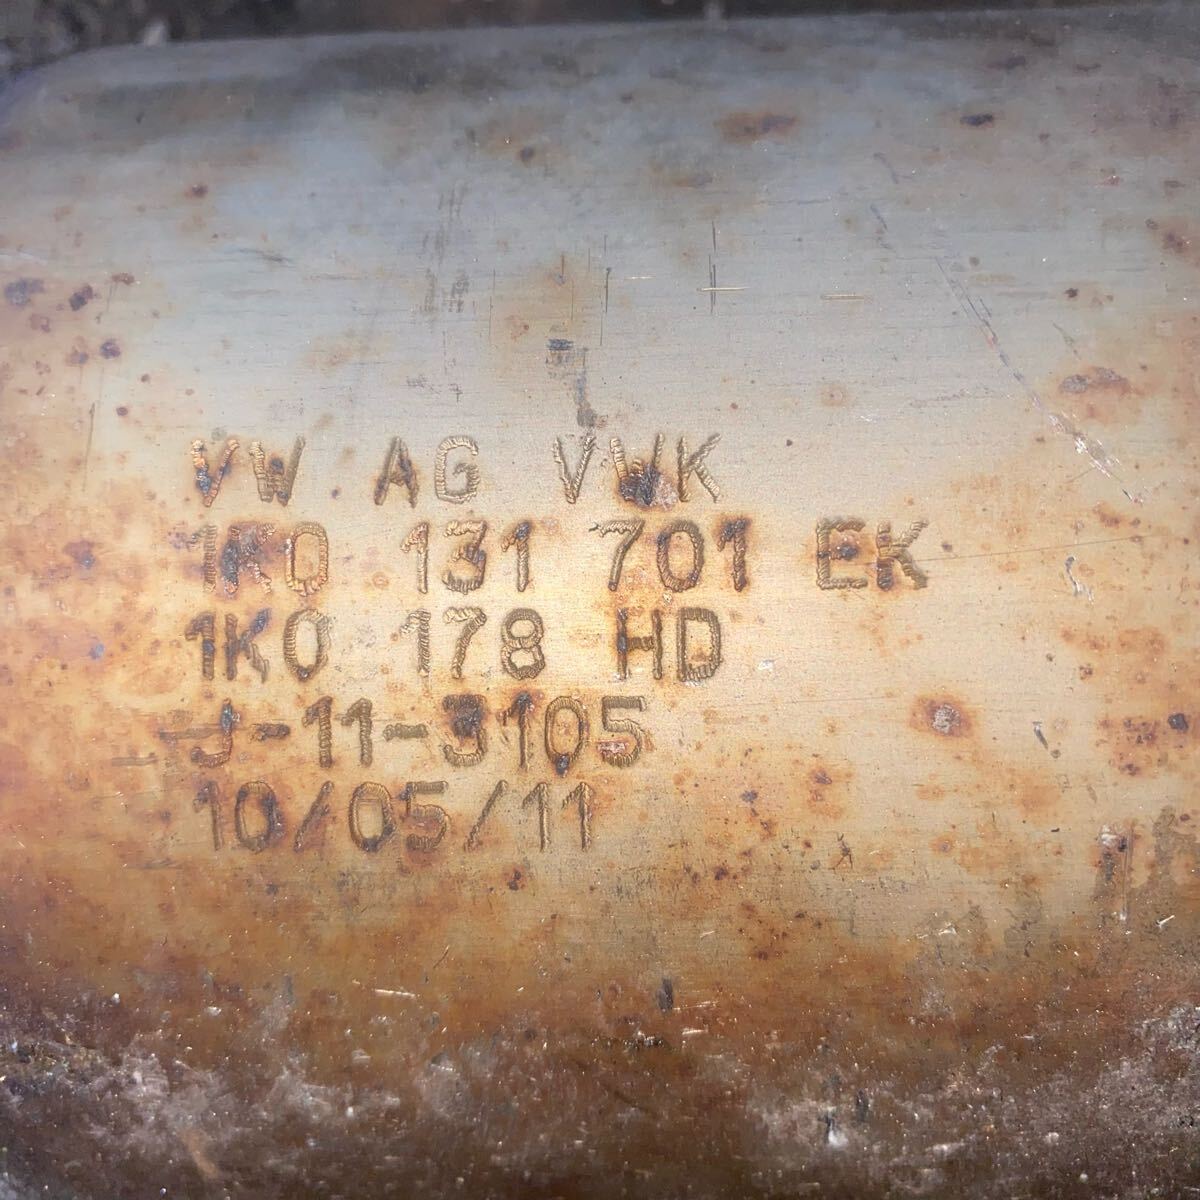 VW AG VWK
1K0 131 701 EK
1K0 178 HD
J-11-3105
10/05/11